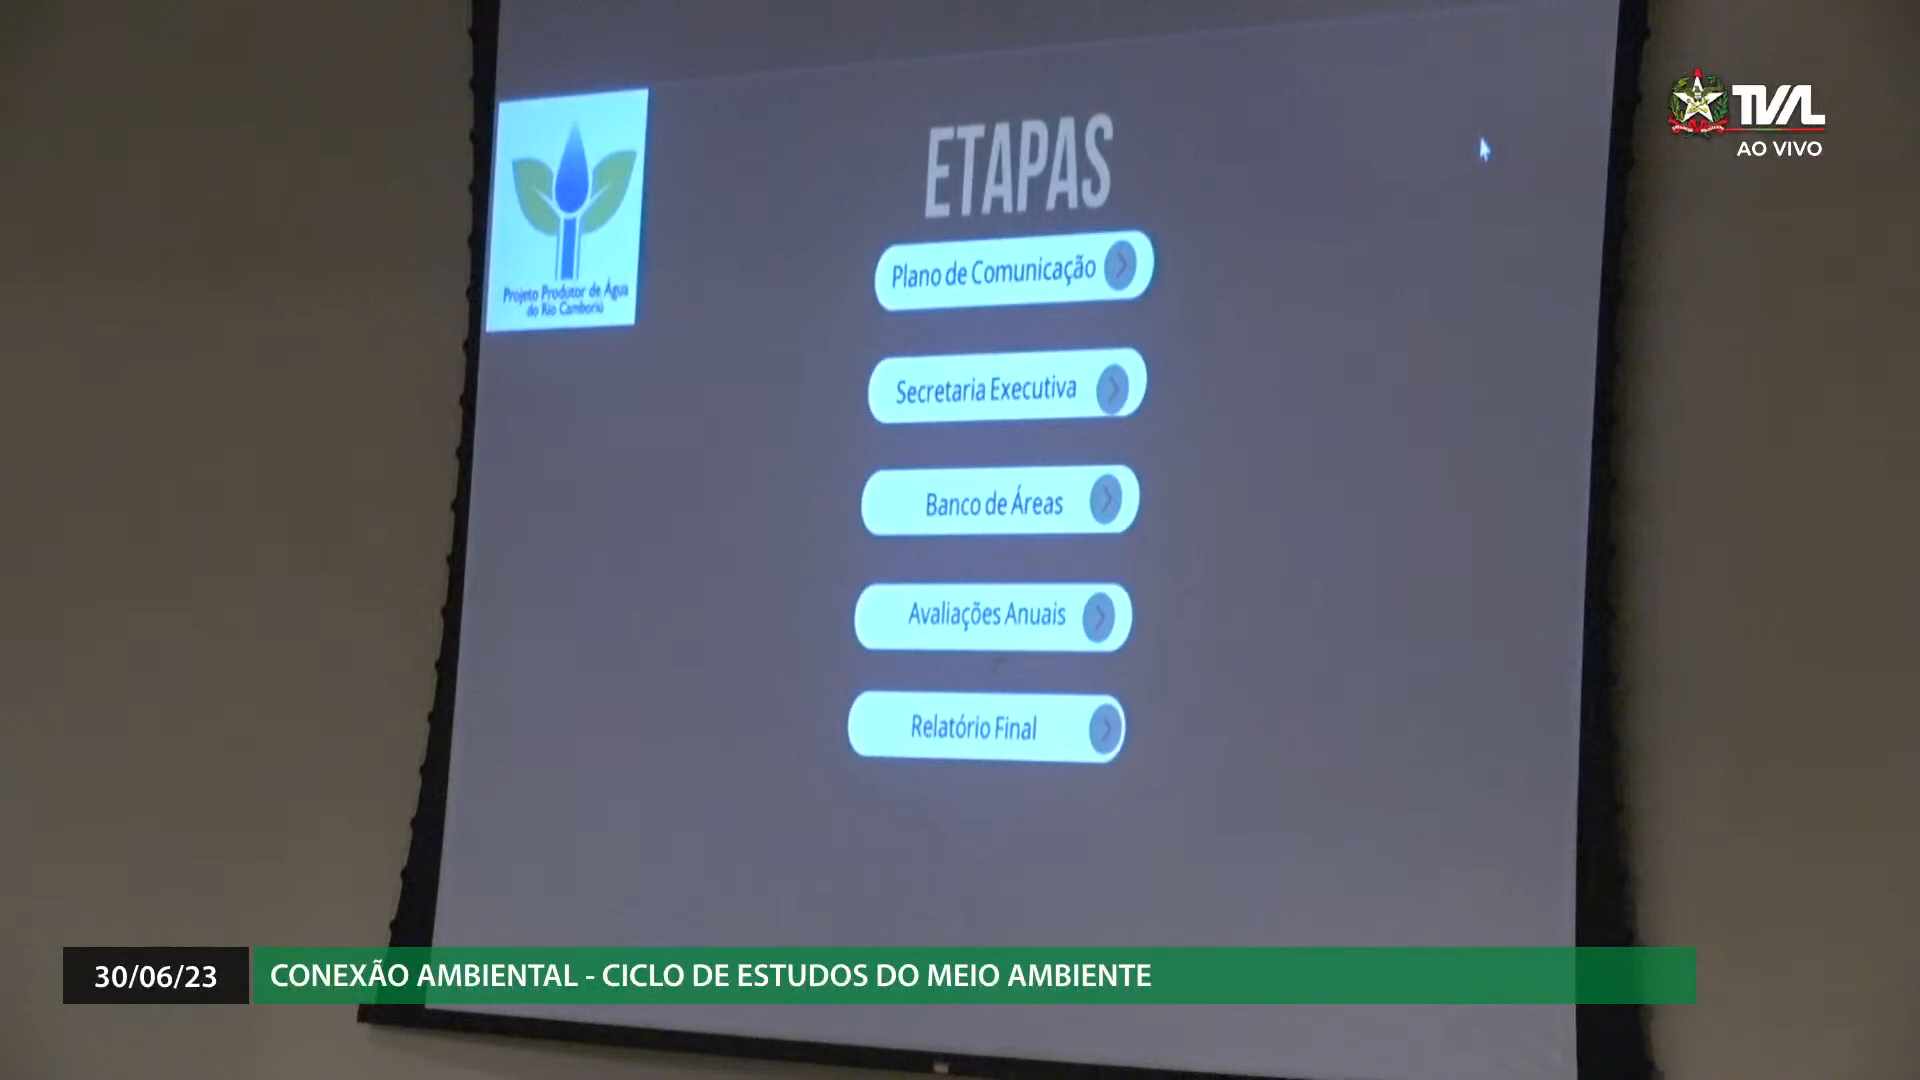 TVAL
AO VIVO
ETAPAS
Projeto Produtor de Água
do Rio Camboriú
Plano de Comunicação
Secretaria Executiva
Banco de Áreas
Avaliações Anuais
Relatório Final
30/06/23
CONEXÃO AMBIENTAL - CICLO DE ESTUDOS DO MEIO AMBIENTE